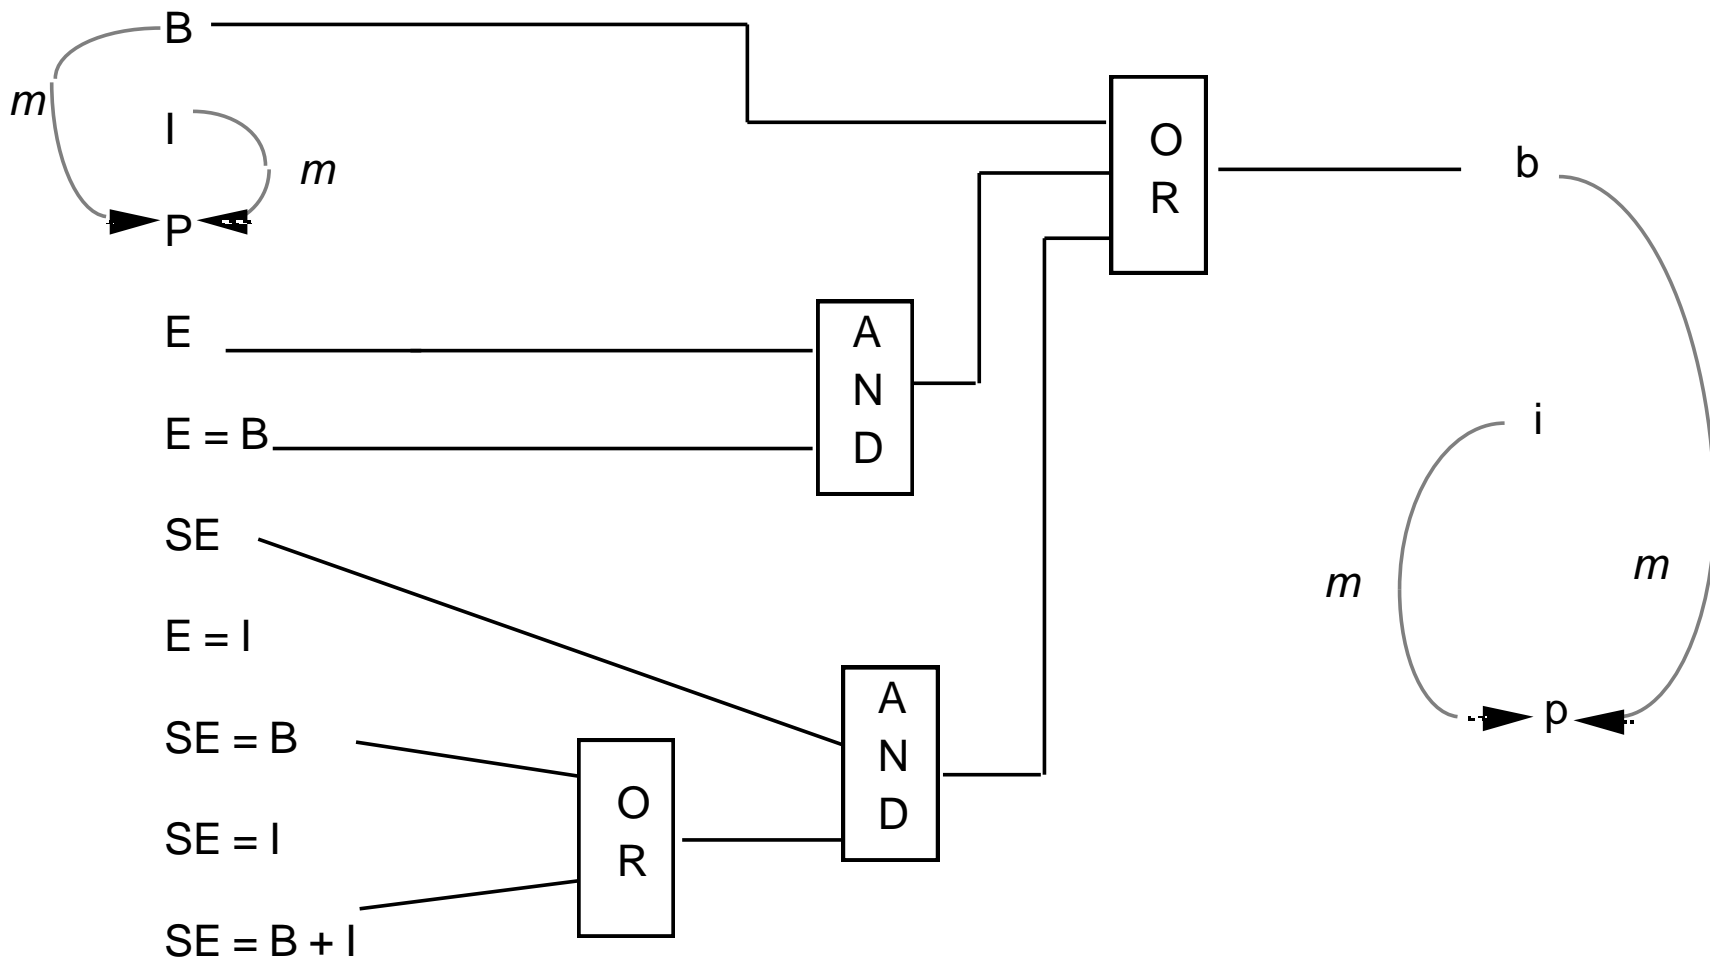 B
m
I
m
P
E
E = B
SE
E = I
SE = B
SE = I
SE = B + I
O
R
A
N
D
A
N
D
O
R
b
i
m
m
p